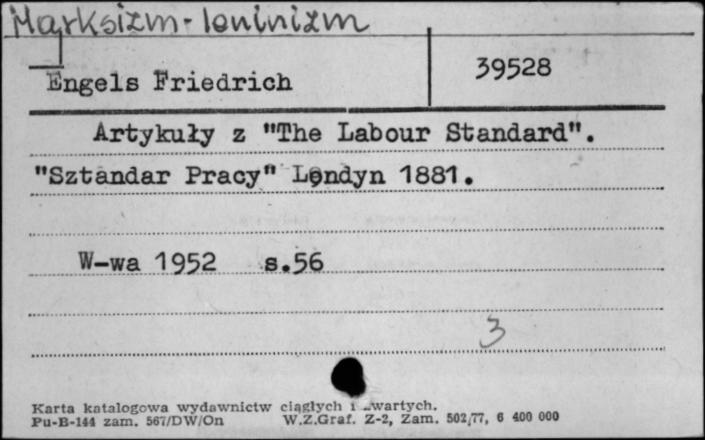 Marksizm-leninizm
Engels Friedrich 39528
Artykuły z "The Labour Standard".
"Sztandar Pracy" Londyn 1881.
W-wa 1952 s.56
3
Karta katalogowa wydawnictw ciągłych i zwartych.
Pu-B-144 zam. 567/DW/On W.Z.Graf. Z-2, Zam. 502/77, 6 400 000